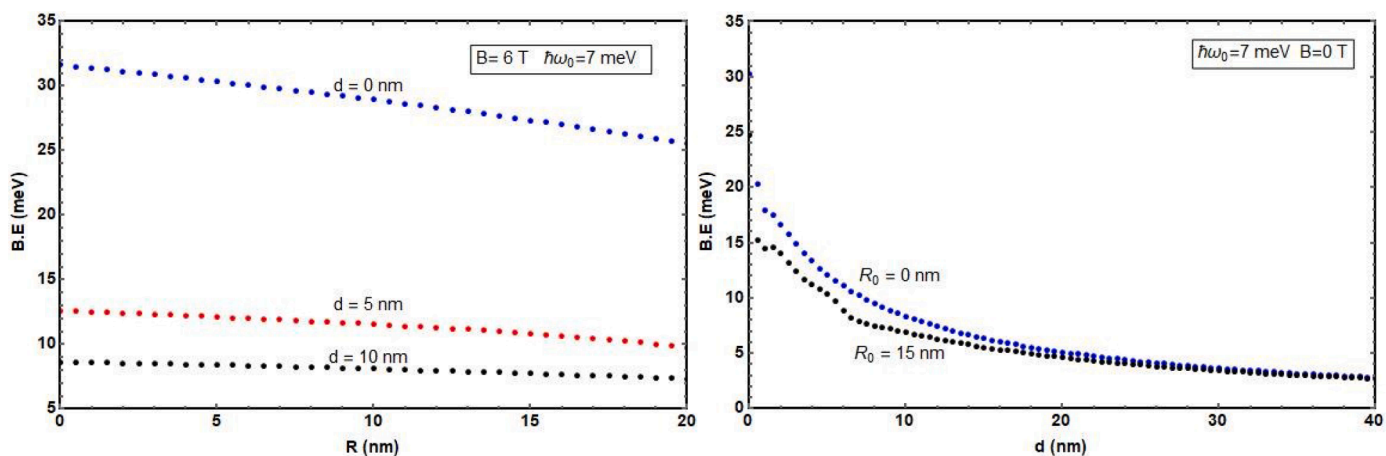 35
30
25
20
15
10
5
B.E (meV)
B= 6 T ℏω₀=7 meV
d = 0 nm
d = 5 nm
d = 10 nm
0 5 10 15 20
R (nm)
35
30
25
20
15
10
5
0
B.E (meV)
ℏω₀=7 meV B=0 T
R₀ = 0 nm
R₀ = 15 nm
0 10 20 30 40
d (nm)